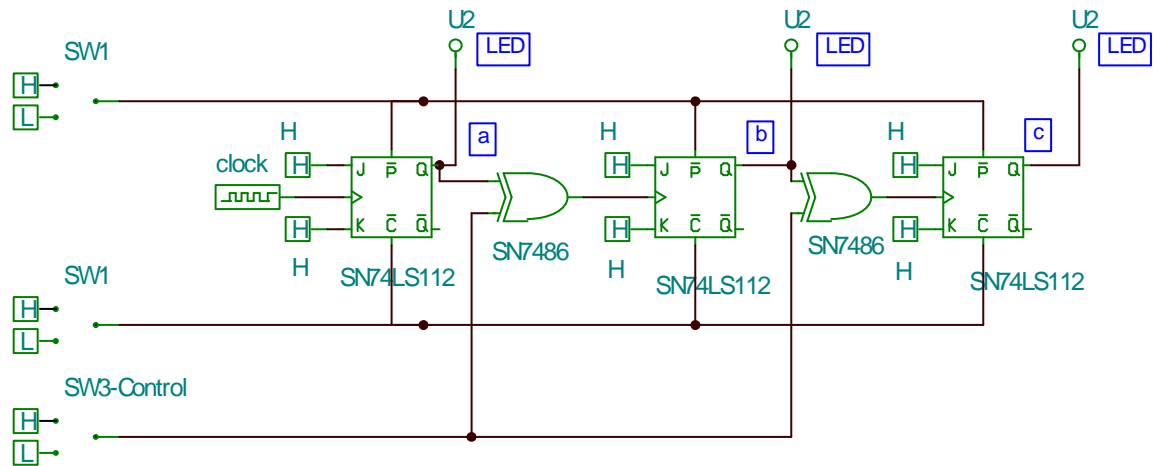 U2
LED
U2
LED
U2
LED
SW1
H
L
H
H
H
a
b
c
clock
H
J P̅ Q
H
J P̅ Q
H
J P̅ Q
H
K C̅ Q̅
H
K C̅ Q̅
H
K C̅ Q̅
H
H
H
SN7486
SN7486
SN74LS112
SN74LS112
SN74LS112
SW1
H
L
SW3-Control
H
L